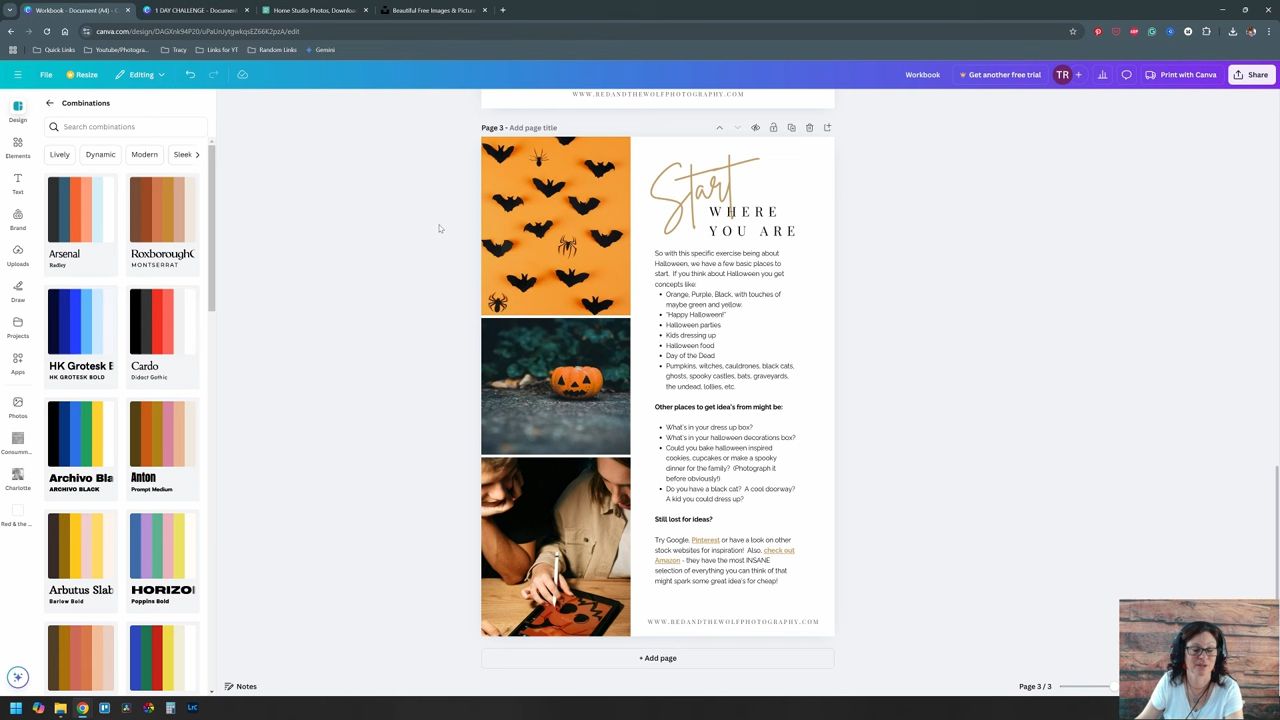 Workbook - Document (A4) - C
1 DAY CHALLENGE - Document
Home Studio Photos, Downloa
Beautiful Free Images & Picture
canva.com/design/DAGXnk94P20/uPaUnJytgwkqsEZ66K2pzA/edit
Quick Links
Youtube/Photogra...
Tracy
Random Links
Gemini
File
Resize
Editing
Workbook
Get another free trial
TR
Print with Canva
Share
Design
Elements
Text
Brand
Uploads
Draw
Projects
Apps
Photos
Consumm...
Charlotte
Red & the ...
Combinations
Search combinations
Lively
Dynamic
Modern
Sleek
Arsenal
Radley
Roxborough
MONTSERRAT
HK Grotesk B
HK GROTESK BOLD
Cardo
Didact Gothic
Archivo Bla
ARCHIVO BLACK
Anton
Prompt Medium
Arbutus Slab
Barlow Bold
HORIZO
Poppins Bold
WWW.REDANDTHEWOLFPHOTOGRAPHY.COM
Page 3 - Add page title
Start
WHERE
YOU ARE
So with this specific exercise being about
Halloween, we have a few basic places to
start. If you think about Halloween you get
concepts like:
• Orange, Purple, Black, with touches of
maybe green and yellow.
• "Happy Halloween!"
• Halloween parties
• Kids dressing up
• Halloween food
• Day of the Dead
• Pumpkins, witches, cauldrons, black cats,
ghosts, spooky castles, bats, graveyards,
the undead, lollies, etc.
Other places to get idea's from might be:
• What's in your dress up box?
• What's in your halloween decorations box?
• Could you bake halloween inspired
cookies, cupcakes or make a spooky
dinner for the family? (Photograph it
before obviously!)
• Do you have a black cat? A cool doorway?
A kid you could dress up?
Still lost for ideas?
Try Google, Pinterest or have a look on other
stock websites for inspiration! Also, check out
Amazon - they have the most INSANE
selection of everything you can think of that
might spark some great idea's for cheap!
WWW.REDANDTHEWOLFPHOTOGRAPHY.COM
+ Add page
Notes
Page 3 / 3
LrC